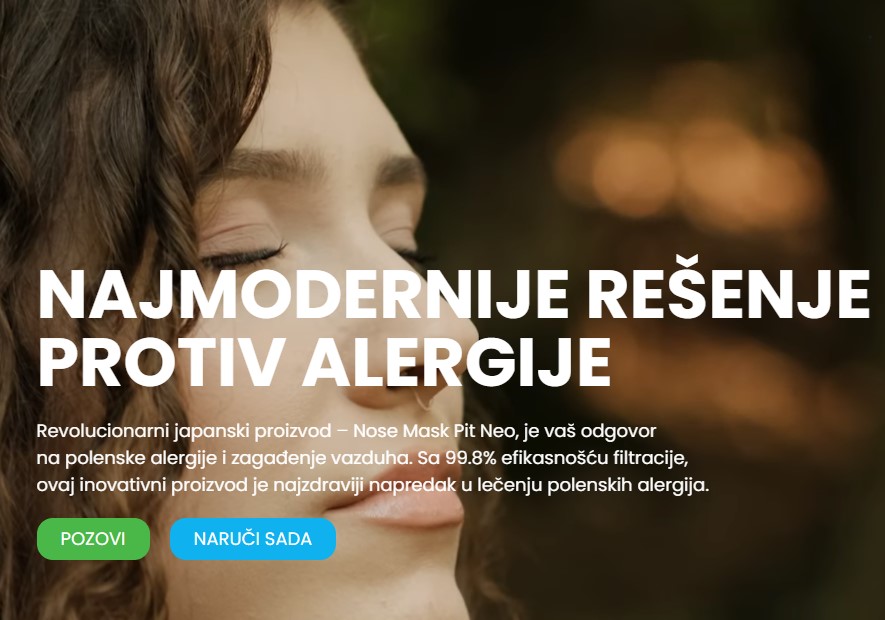 NAJMODERNIJE REŠENJE
PROTIV ALERGIJE
Revolucionarni japanski proizvod – Nose Mask Pit Neo, je vaš odgovor
na polenske alergije i zagađenje vazduha. Sa 99.8% efikasnošću filtracije,
ovaj inovativni proizvod je najzdraviji napredak u lečenju polenskih alergija.
POZOVI
NARUČI SADA